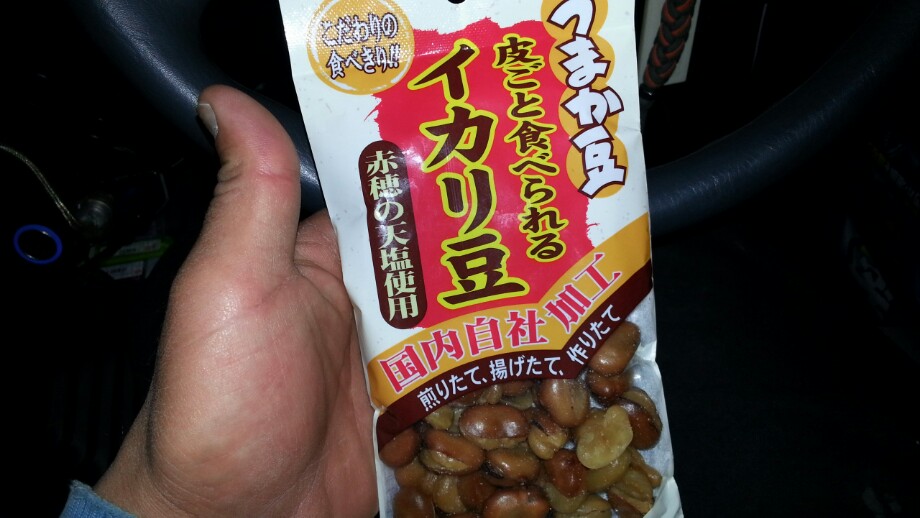 こだわりの
食べきり!!
うまか豆
皮ごと食べられる
イカリ豆
赤穂の天塩使用
国内自社加工
煎りたて、揚げたて、作りたて